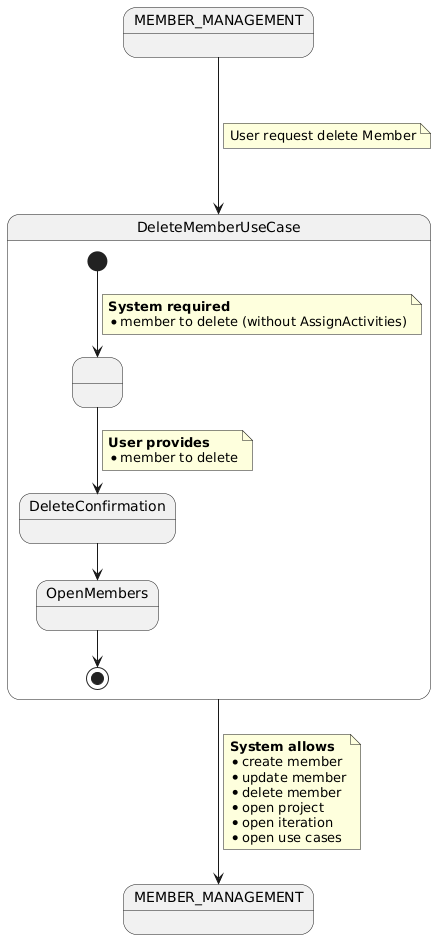 MEMBER_MANAGEMENT
User request delete Member
DeleteMemberUseCase
System required
• member to delete (without AssignActivities)
User provides
• member to delete
DeleteConfirmation
OpenMembers
System allows
• create member
• update member
• delete member
• open project
• open iteration
• open use cases
MEMBER_MANAGEMENT